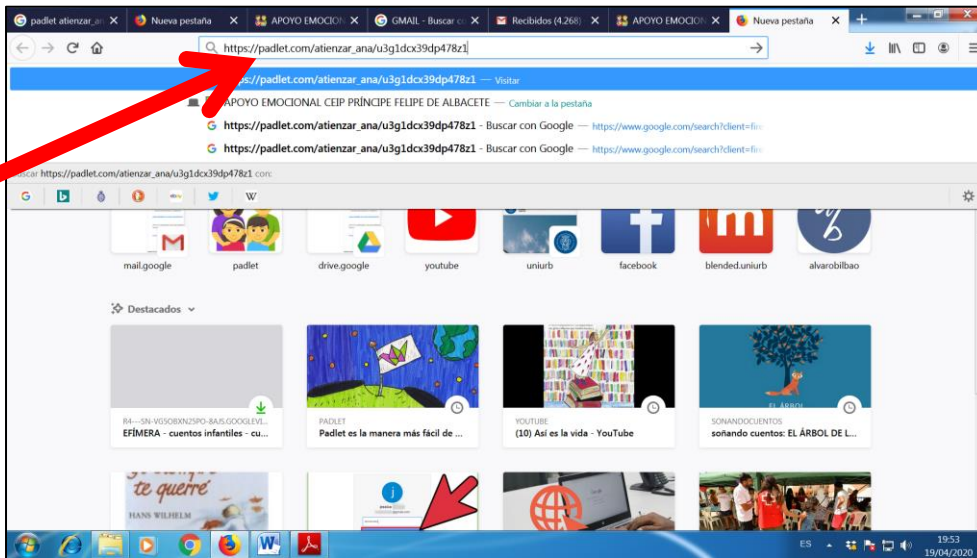 padlet atienzar_an
Nueva pestaña
APOYO EMOCION
GMAIL - Buscar co
Recibidos (4.268)
APOYO EMOCION
Nueva pestaña
https://padlet.com/atienzar_ana/u3g1dcx39dp478z1
https://padlet.com/atienzar_ana/u3g1dcx39dp478z1 — Visitar
APOYO EMOCIONAL CEIP PRÍNCIPE FELIPE DE ALBACETE — Cambiar a la pestaña
https://padlet.com/atienzar_ana/u3g1dcx39dp478z1 - Buscar con Google — https://www.google.com/search?client=fire
https://padlet.com/atienzar_ana/u3g1dcx39dp478z1 - Buscar con Google — https://www.google.com/search?client=fire
https://padlet.com/atienzar_ana/u3g1dcx39dp478z1 con:
mail.google
padlet
drive.google
youtube
uniurb
facebook
blended.uniurb
alvarobilbao
Destacados
EFÍMERA - cuentos infantiles - cu...
PADLET
Padlet es la manera más fácil de ...
YOUTUBE
(10) Asi es la vida - YouTube
EL ÁRBOL
SONANDOCUENTOS
soñando cuentos: EL ÁRBOL DE L...
te querré
HANS WILHELM
ES
19:53
19/04/2020